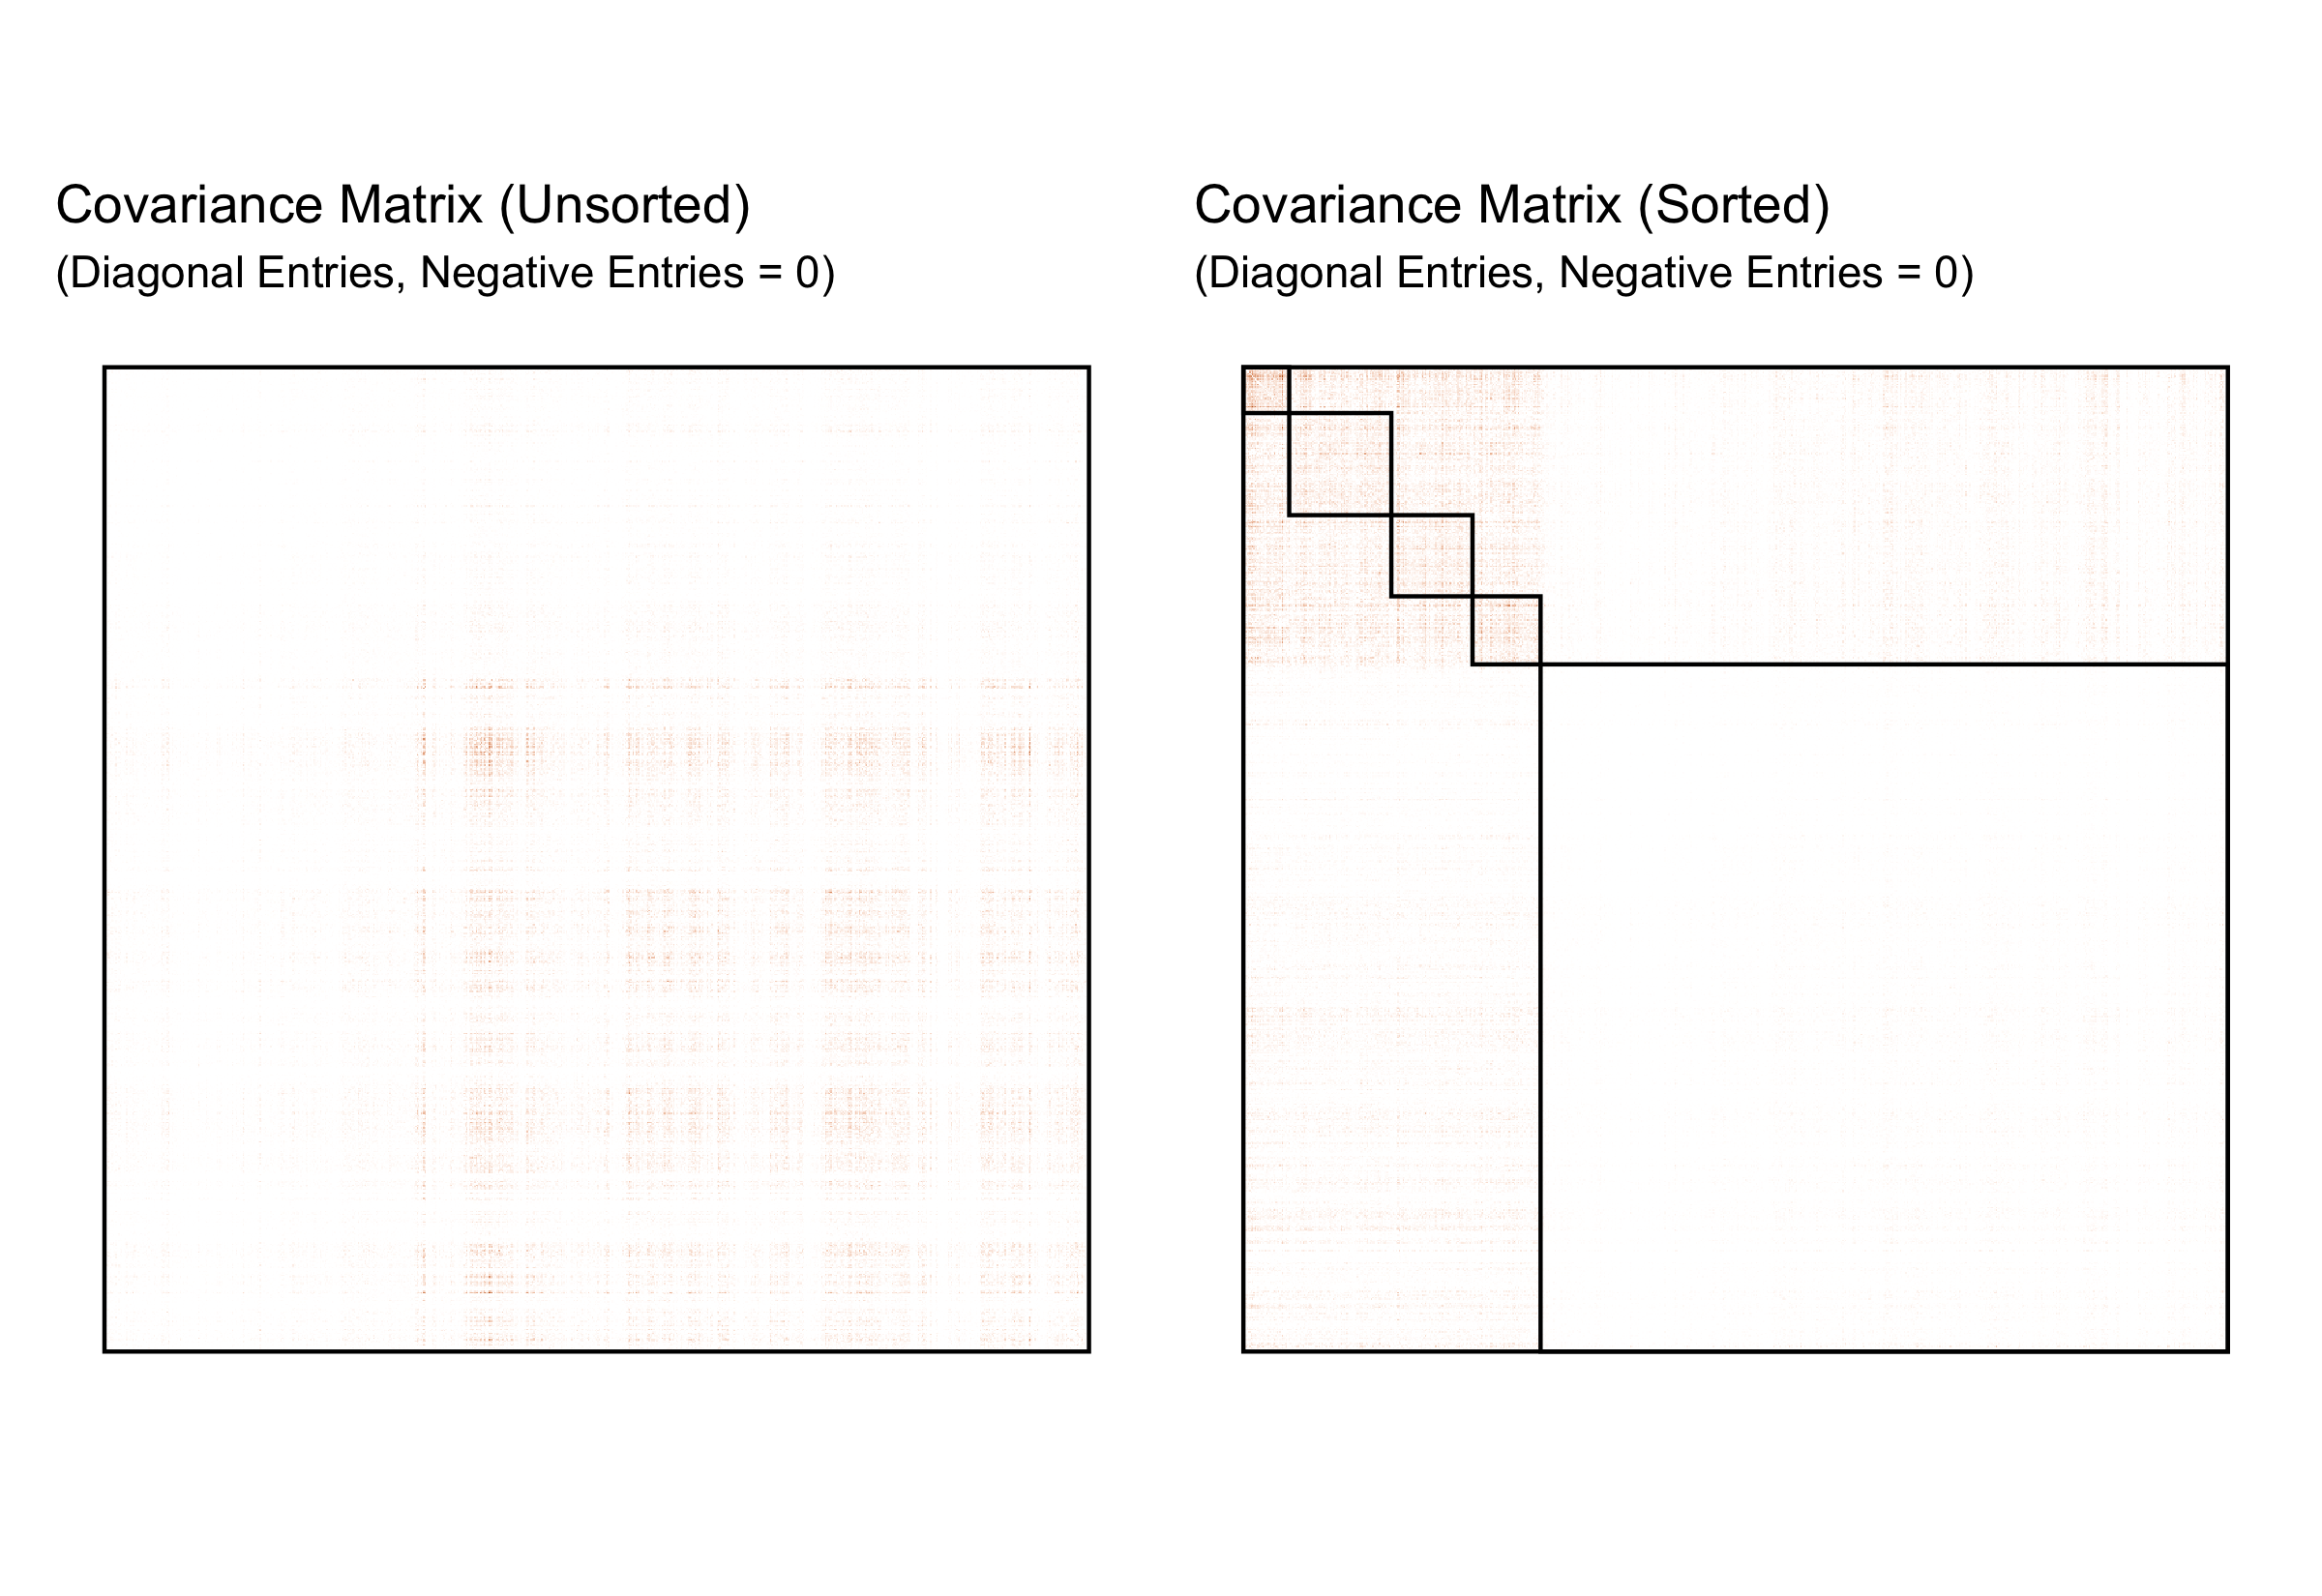 Covariance Matrix (Unsorted)
(Diagonal Entries, Negative Entries = 0)
Covariance Matrix (Sorted)
(Diagonal Entries, Negative Entries = 0)